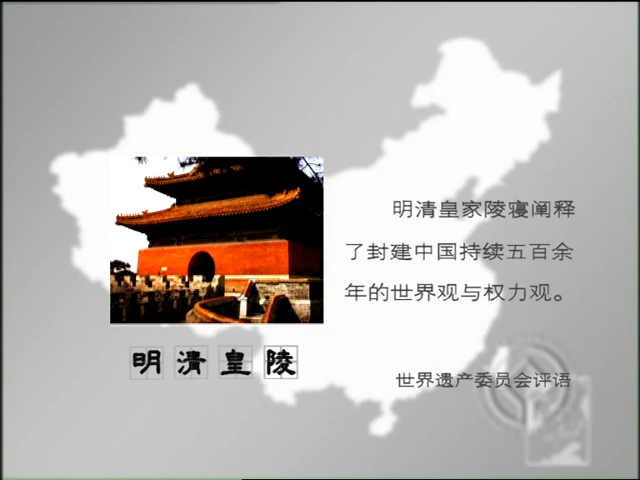 明清皇家陵寝阐释
了封建中国持续五百余
年的世界观与权力观。
世界遗产委员会评语
明清皇陵